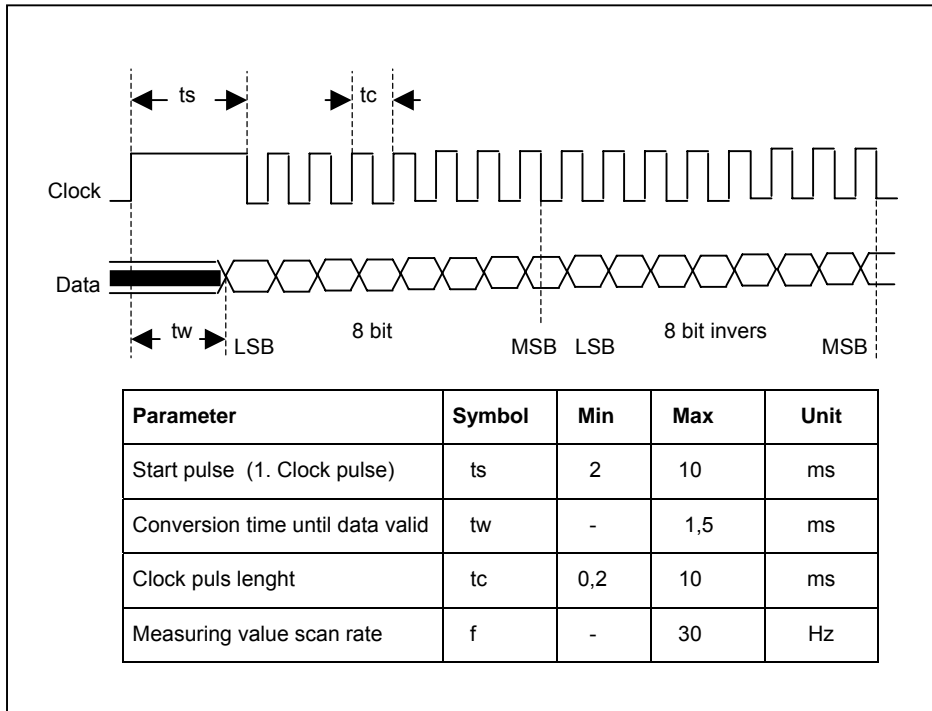 ts tc
Clock
Data
tw LSB 8 bit MSB LSB 8 bit invers MSB
Parameter Symbol Min Max Unit
Start pulse (1. Clock pulse) ts 2 10 ms
Conversion time until data valid tw - 1,5 ms
Clock puls lenght tc 0,2 10 ms
Measuring value scan rate f - 30 Hz